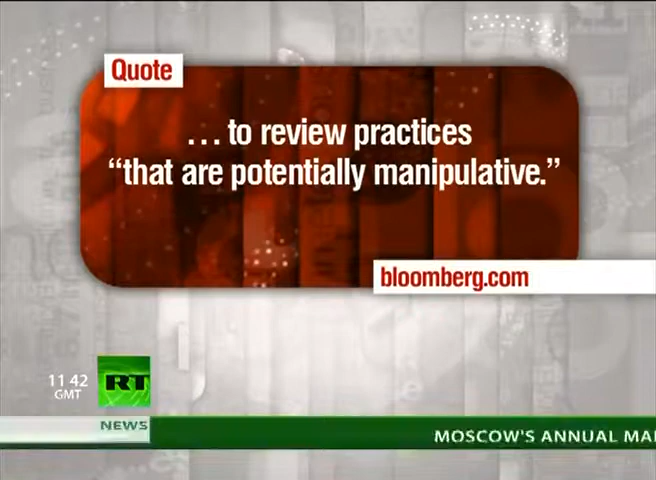 Quote
... to review practices
“that are potentially manipulative.”
bloomberg.com
11 42
GMT
RT
NEWS
MOSCOW'S ANNUAL MA